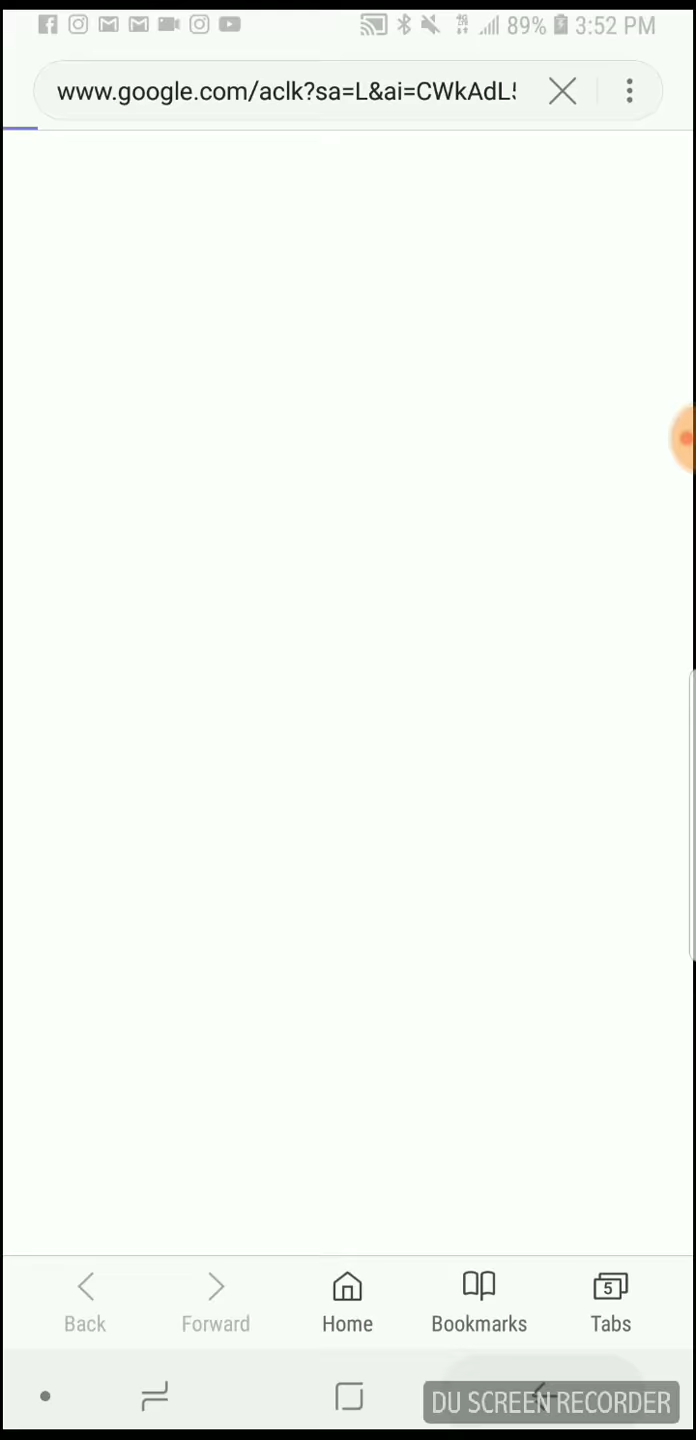 89% 3:52 PM
www.google.com/aclk?sa=L&ai=CWkAdL!
Back Forward Home Bookmarks 5 Tabs
DU SCREEN RECORDER